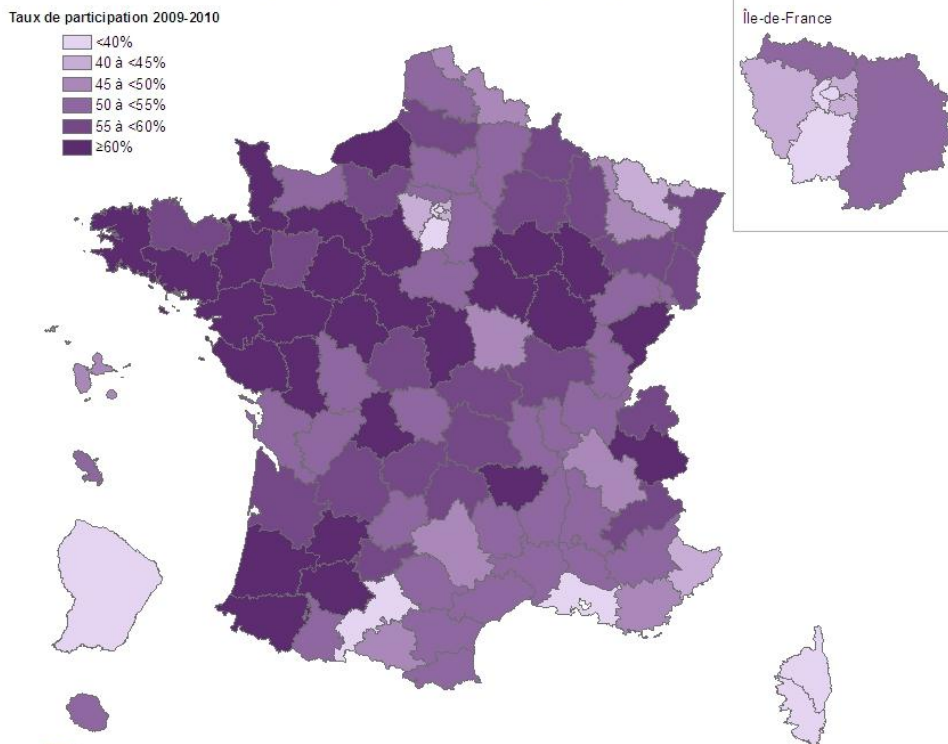 Taux de participation 2009-2010
<40%
40 à <45%
45 à <50%
50 à <55%
55 à <60%
≥60%
Île-de-France